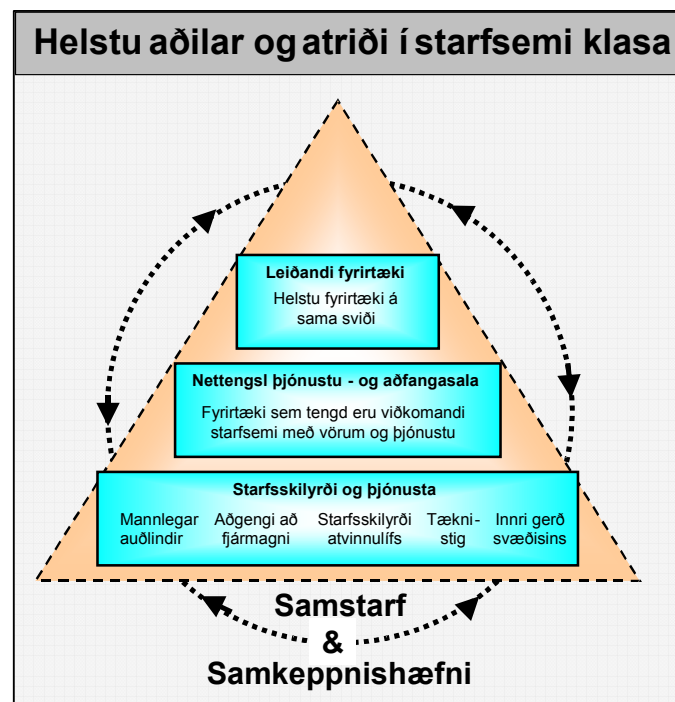 Helstu aðilar og atriði í starfsemi klasa
Leiðandi fyrirtæki
Helstu fyrirtæki á
sama sviði
Nettengsl þjónustu - og aðfangasala
Fyrirtæki sem tengd eru viðkomandi
starfsemi með vörum og þjónustu
Starfsskilyrði og þjónusta
Mannlegar
auðlindir
Aðgengi að
fjármagni
Starfsskilyrði
atvinnulífs
Tækni-
stig
Innri gerð
svæðisins
Samstarf
&
Samkeppnishæfni